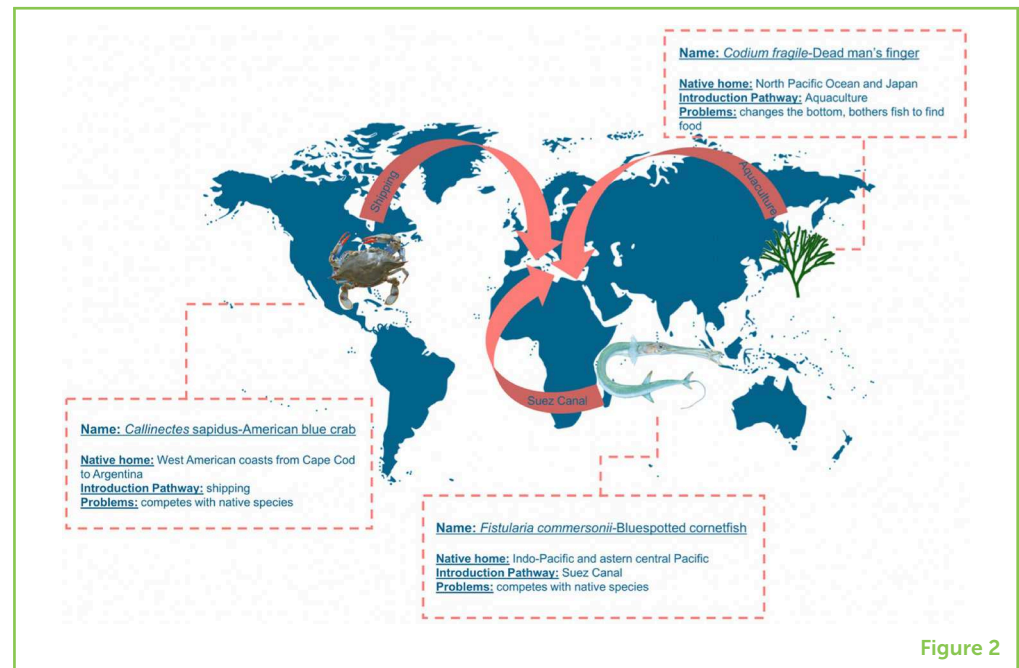 Name: Codium fragile-Dead man's finger
Native home: North Pacific Ocean and Japan
Introduction Pathway: Aquaculture
Problems: changes the bottom, bothers fish to find
food
Shipping
Aquaculture
Suez Canal
Name: Callinectes sapidus-American blue crab
Native home: West American coasts from Cape Cod
to Argentina
Introduction Pathway: shipping
Problems: competes with native species
Name: Fistularia commersonii-Bluespotted cornetfish
Native home: Indo-Pacific and astern central Pacific
Introduction Pathway: Suez Canal
Problems: competes with native species
Figure 2